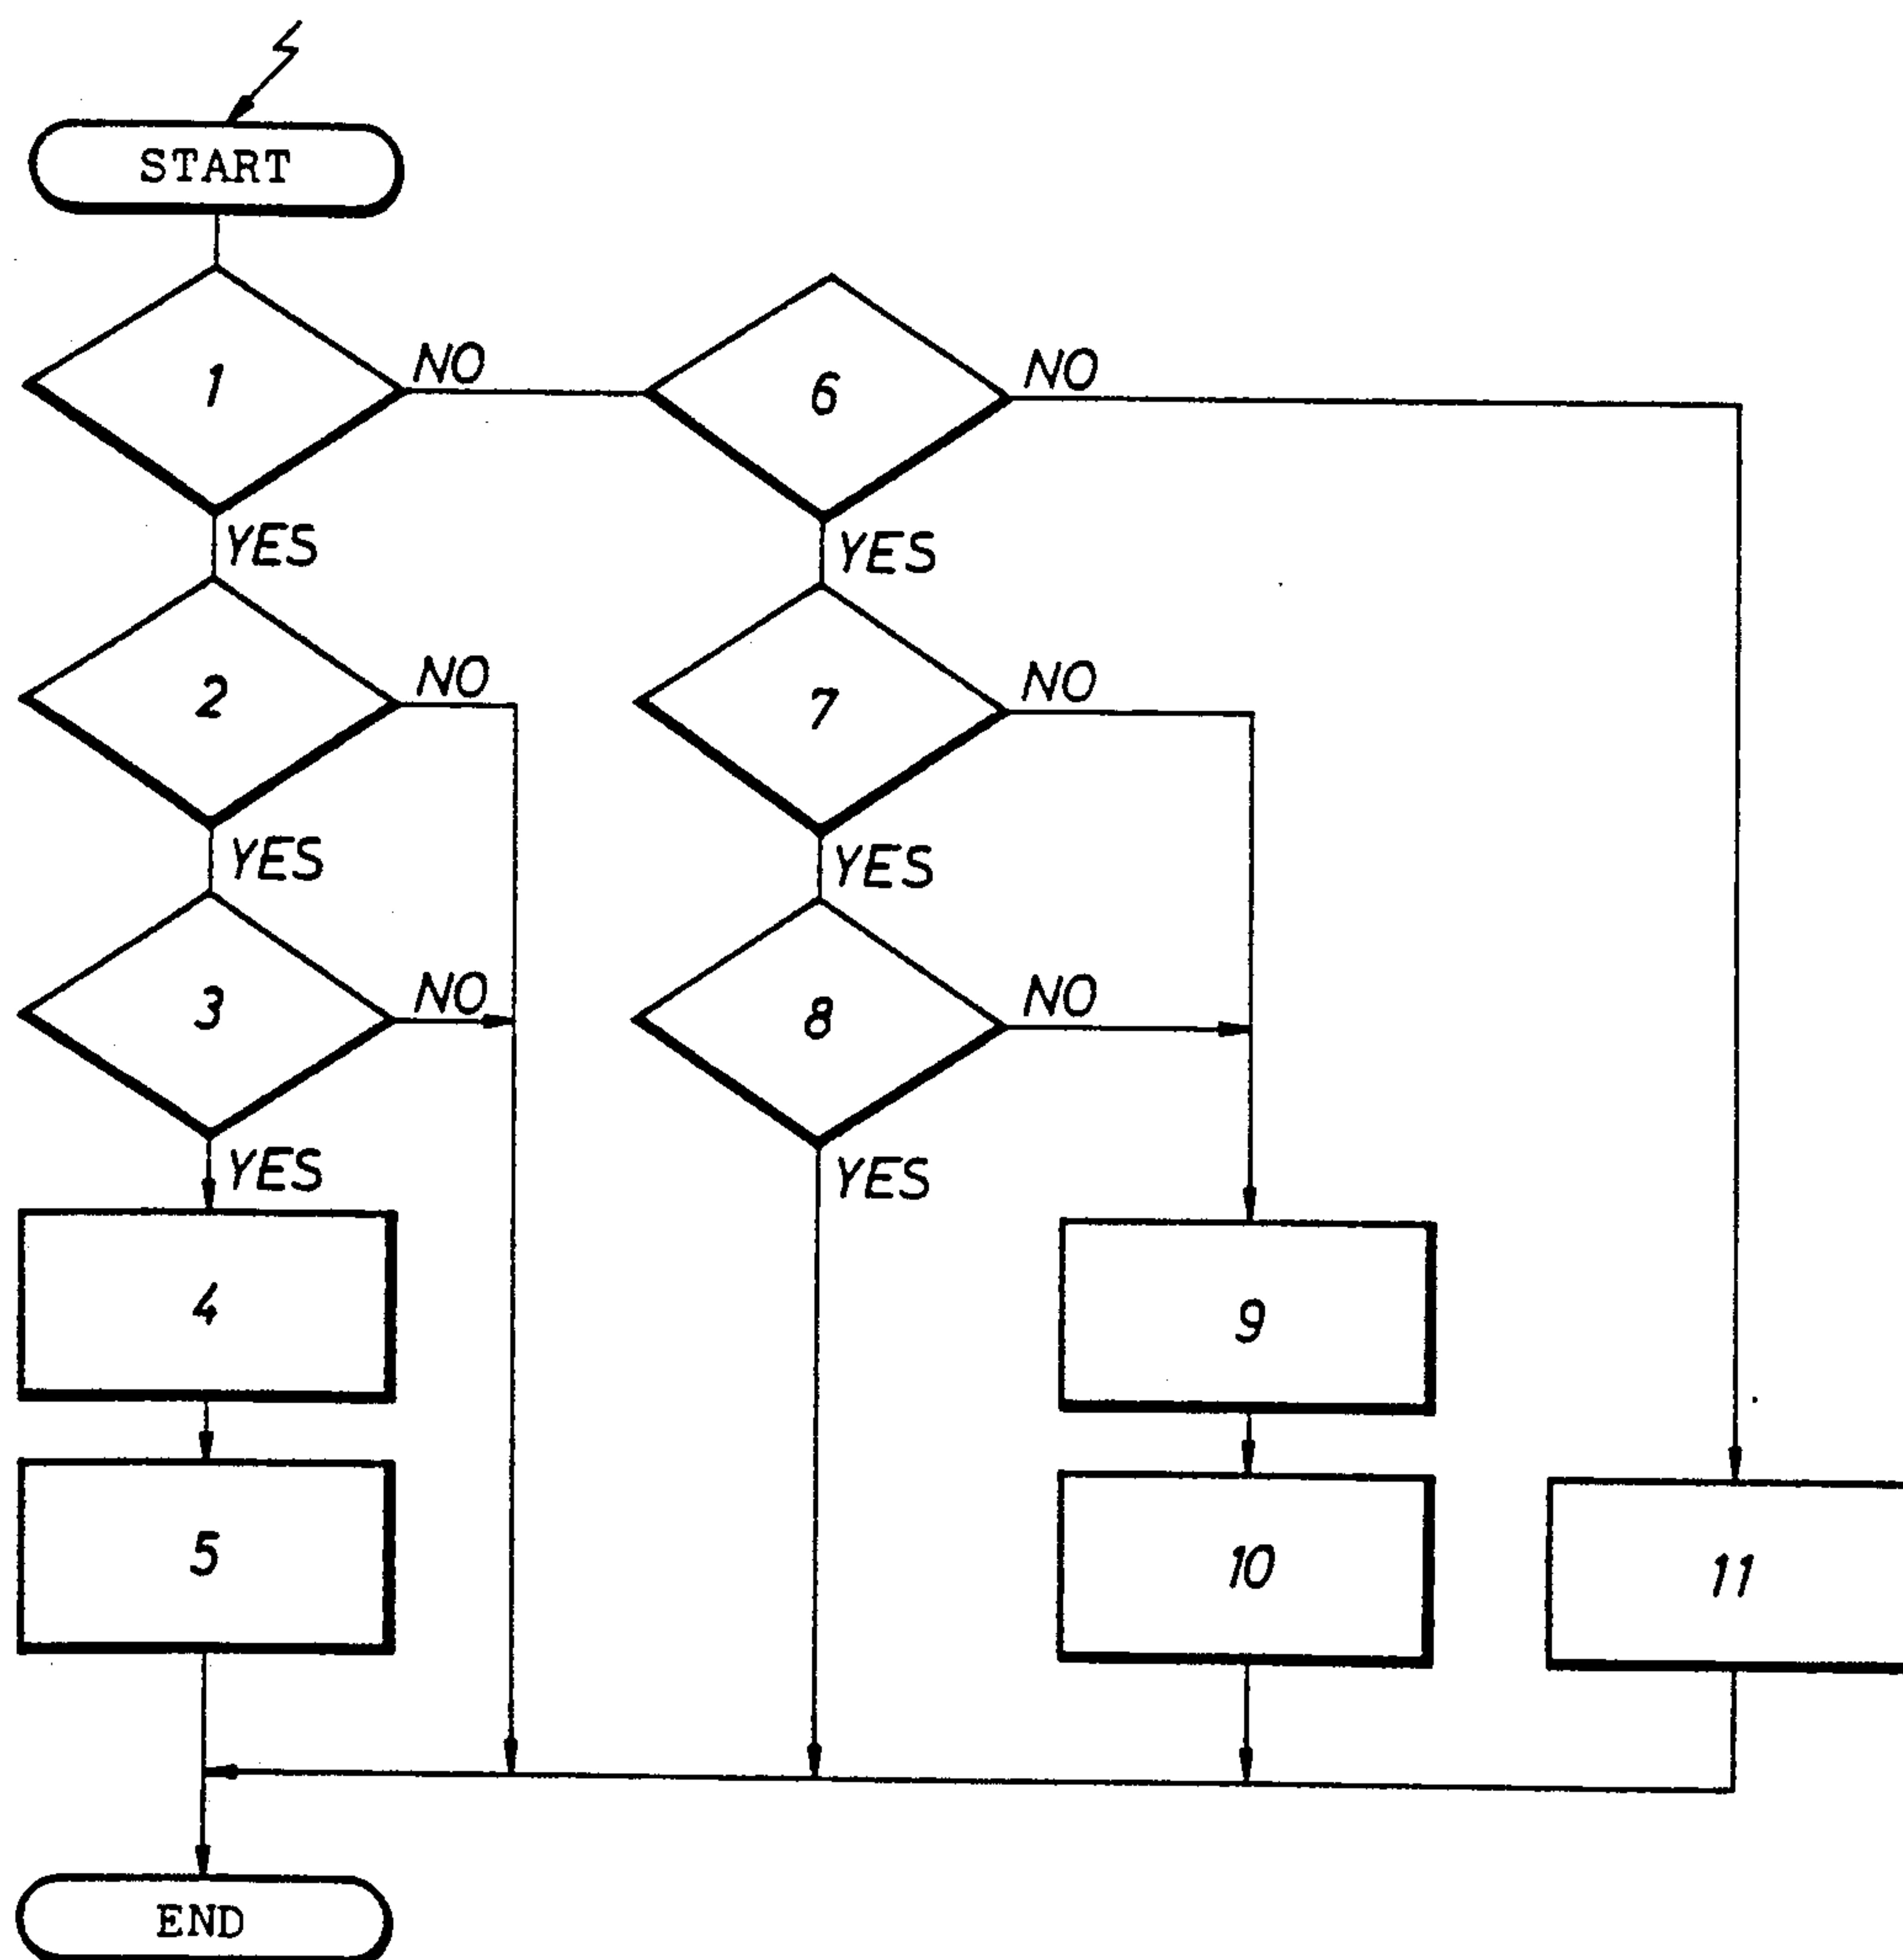 START
1
NO
6
NO
YES
YES
2
NO
7
NO
YES
YES
3
NO
8
NO
YES
YES
4
9
5
10
11
END